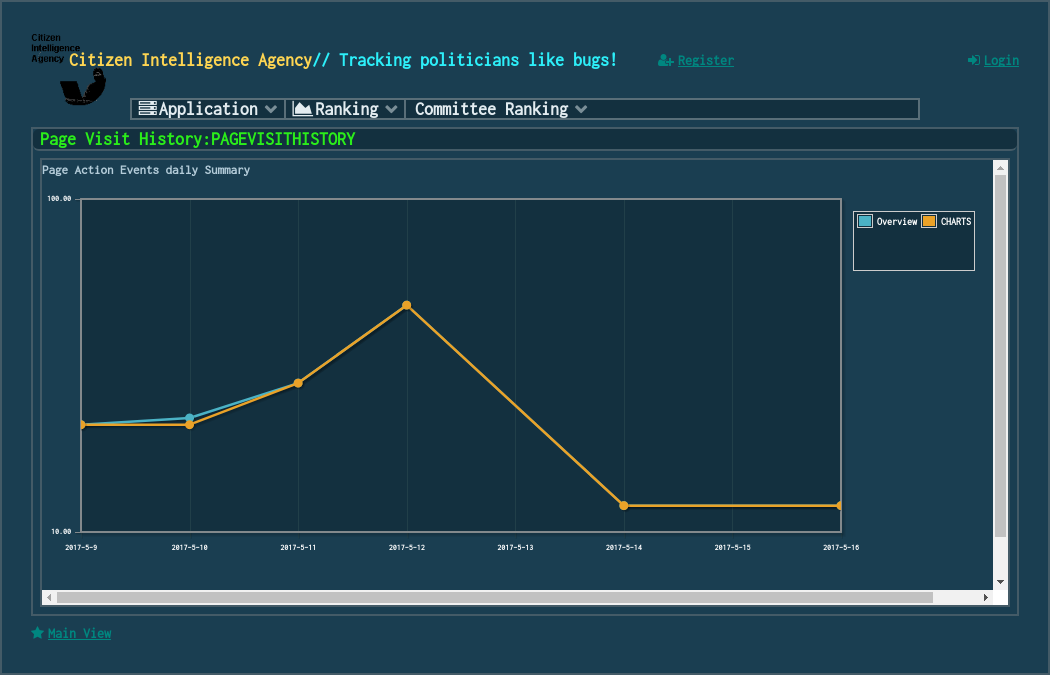 Citizen
Intelligence
Agency
Citizen Intelligence Agency// Tracking politicians like bugs!
Register
Login
Application
Ranking
Committee Ranking
Page Visit History:PAGEVISITHISTORY
Page Action Events daily Summary
100.00
Overview
CHARTS
10.00
2017-5-9
2017-5-10
2017-5-11
2017-5-12
2017-5-13
2017-5-14
2017-5-15
2017-5-16
Main View